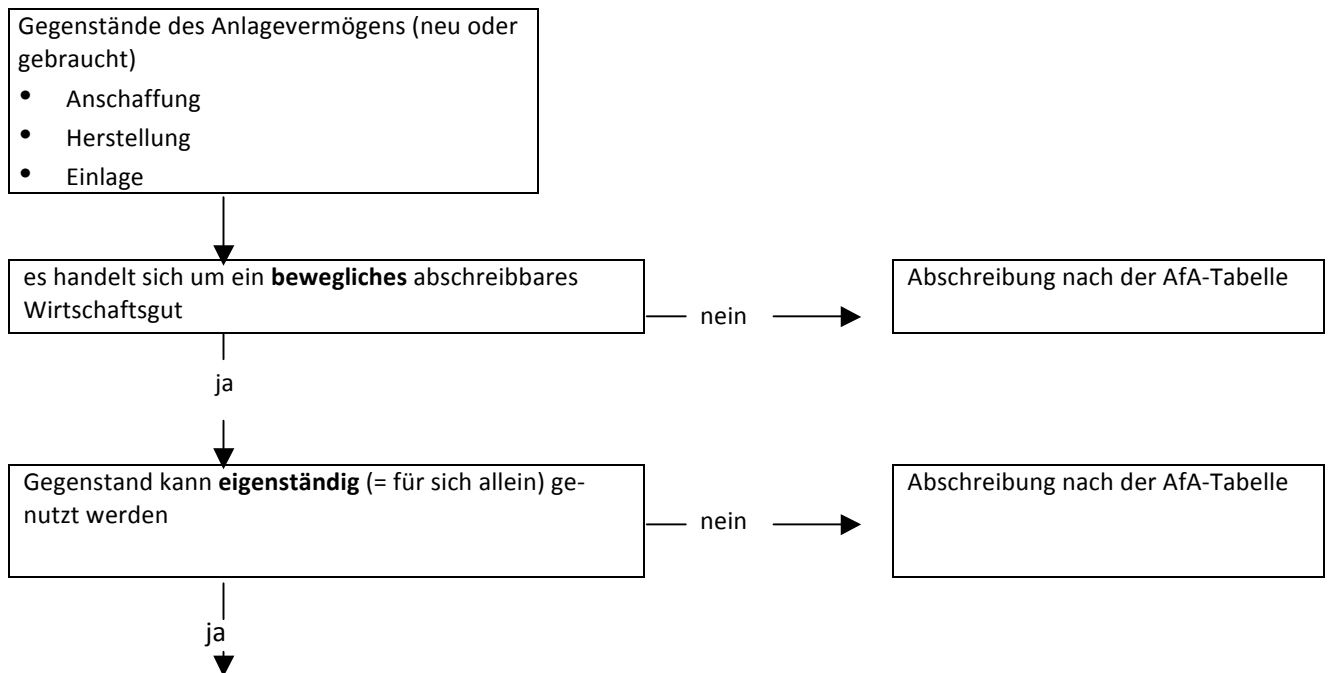 Gegenstände des Anlagevermögens (neu oder
gebraucht)
• Anschaffung
• Herstellung
• Einlage
es handelt sich um ein bewegliches abschreibbares
Wirtschaftsgut
nein
Abschreibung nach der AfA-Tabelle
ja
Gegenstand kann eigenständig (= für sich allein) ge-
nutzt werden
nein
Abschreibung nach der AfA-Tabelle
ja